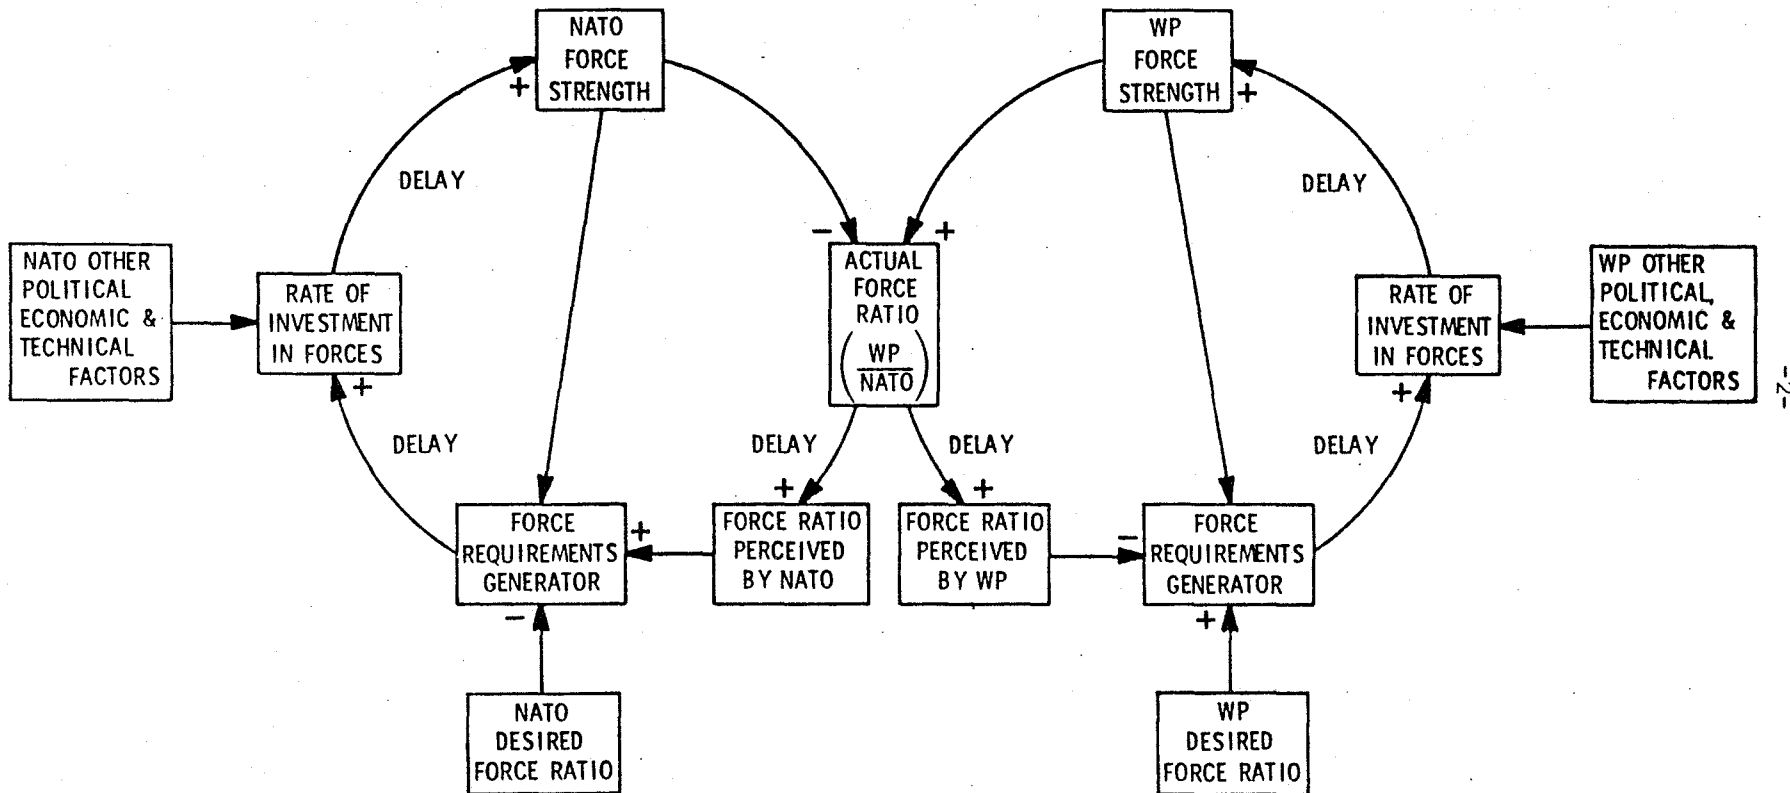 NATO
FORCE
STRENGTH
+
WP
FORCE
STRENGTH
+
DELAY
DELAY
-
+
NATO OTHER
POLITICAL
ECONOMIC &
TECHNICAL
FACTORS
RATE OF
INVESTMENT
IN FORCES
+
ACTUAL
FORCE
RATIO
(WP
NATO)
RATE OF
INVESTMENT
IN FORCES
+
WP OTHER
POLITICAL,
ECONOMIC &
TECHNICAL
FACTORS
-2-
DELAY
DELAY
DELAY
DELAY
+
+
FORCE
REQUIREMENTS
GENERATOR
+
-
FORCE RATIO
PERCEIVED
BY NATO
FORCE RATIO
PERCEIVED
BY WP
-
FORCE
REQUIREMENTS
GENERATOR
+
NATO
DESIRED
FORCE RATIO
WP
DESIRED
FORCE RATIO